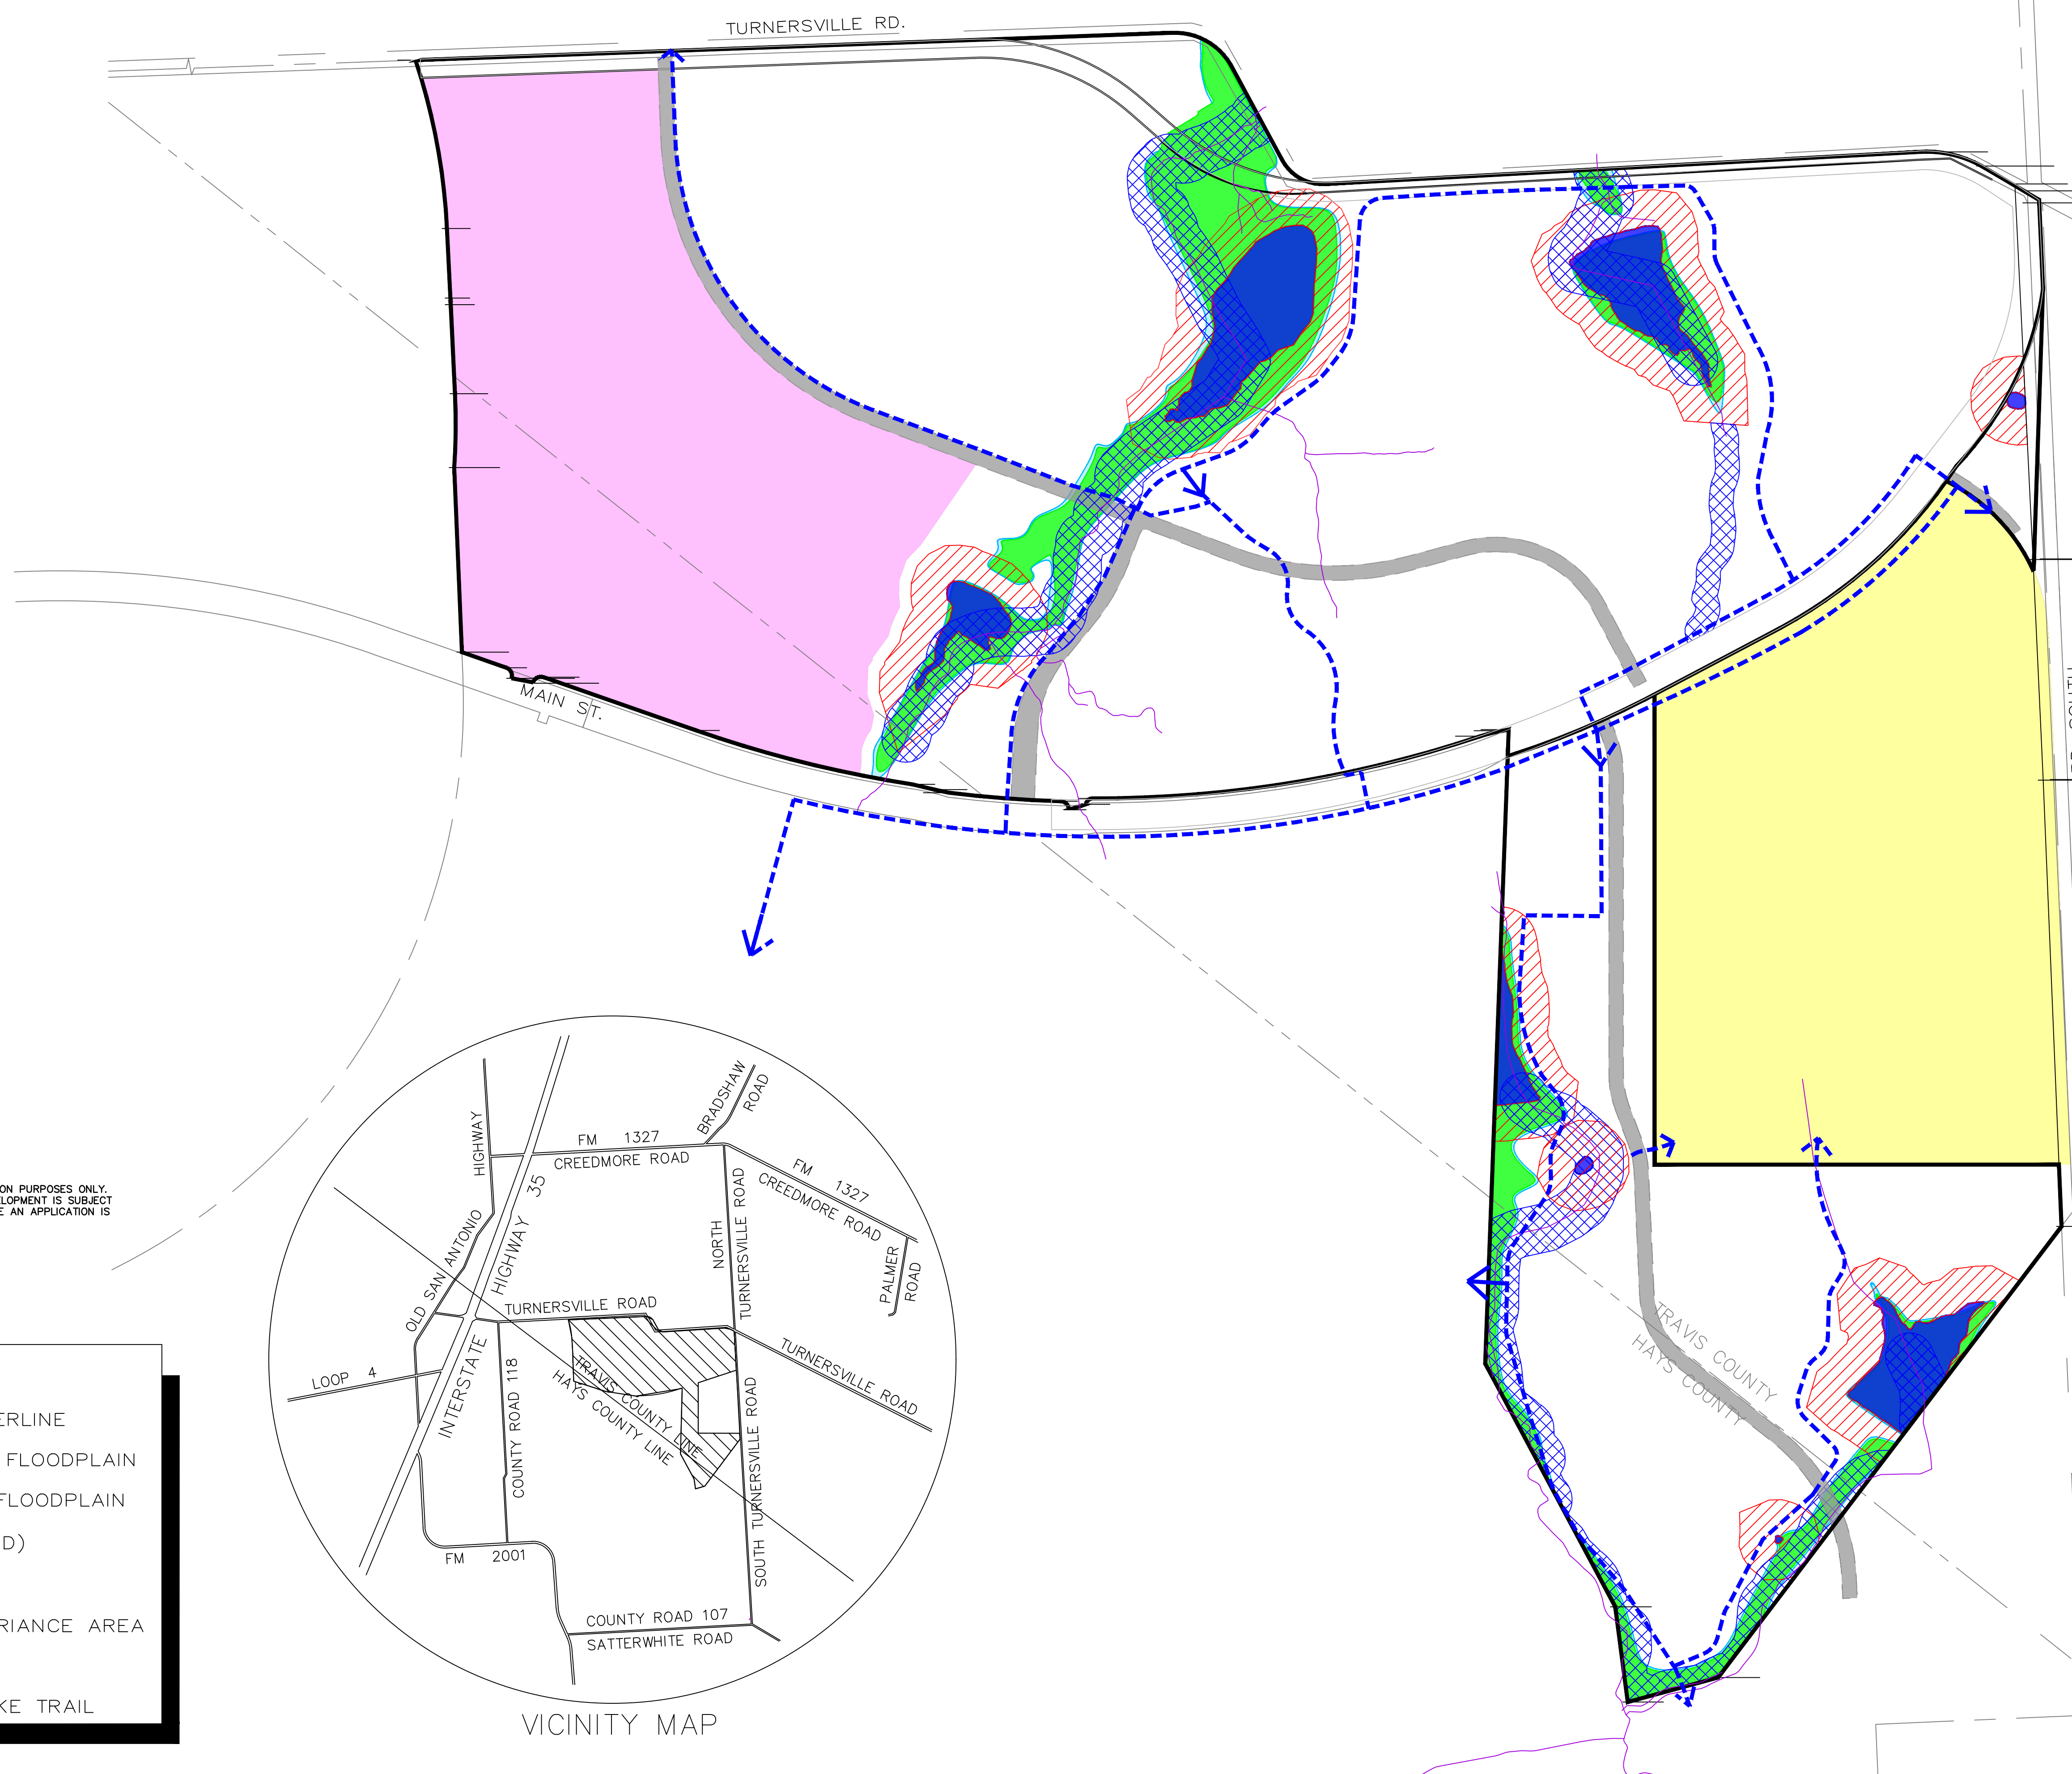 TURNERSVILLE RD.
MAIN ST.
TRAVIS COUNTY
HAYS COUNTY
ON PURPOSES ONLY.
ELOPMENT IS SUBJECT
E AN APPLICATION IS
ERLINE
FLOODPLAIN
FLOODPLAIN
D)
RIANCE AREA
KE TRAIL
HIGHWAY
OLD SAN ANTONIO
FM 1327
CREEDMORE ROAD
BRADSHAW
ROAD
FM 1327
CREEDMORE ROAD
PALMER
ROAD
NORTH
TURNERSVILLE ROAD
INTERSTATE HIGHWAY 35
TURNERSVILLE ROAD
TURNERSVILLE ROAD
LOOP 4
COUNTY ROAD 118
TRAVIS COUNTY LINE
HAYS COUNTY LINE
SOUTH TURNERSVILLE ROAD
FM 2001
COUNTY ROAD 107
SATTERWHITE ROAD
VICINITY MAP